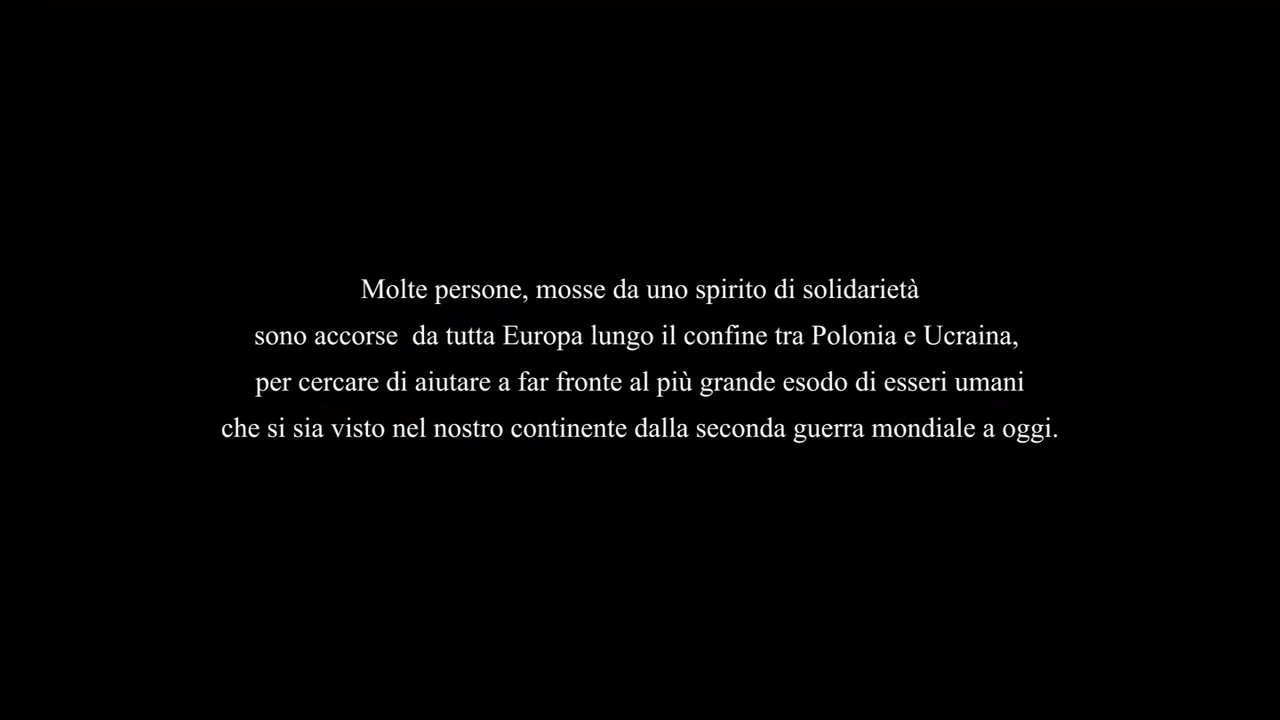 Molte persone, mosse da uno spirito di solidarietà
sono accorse  da tutta Europa lungo il confine tra Polonia e Ucraina,
per cercare di aiutare a far fronte al più grande esodo di esseri umani
che si sia visto nel nostro continente dalla seconda guerra mondiale a oggi.